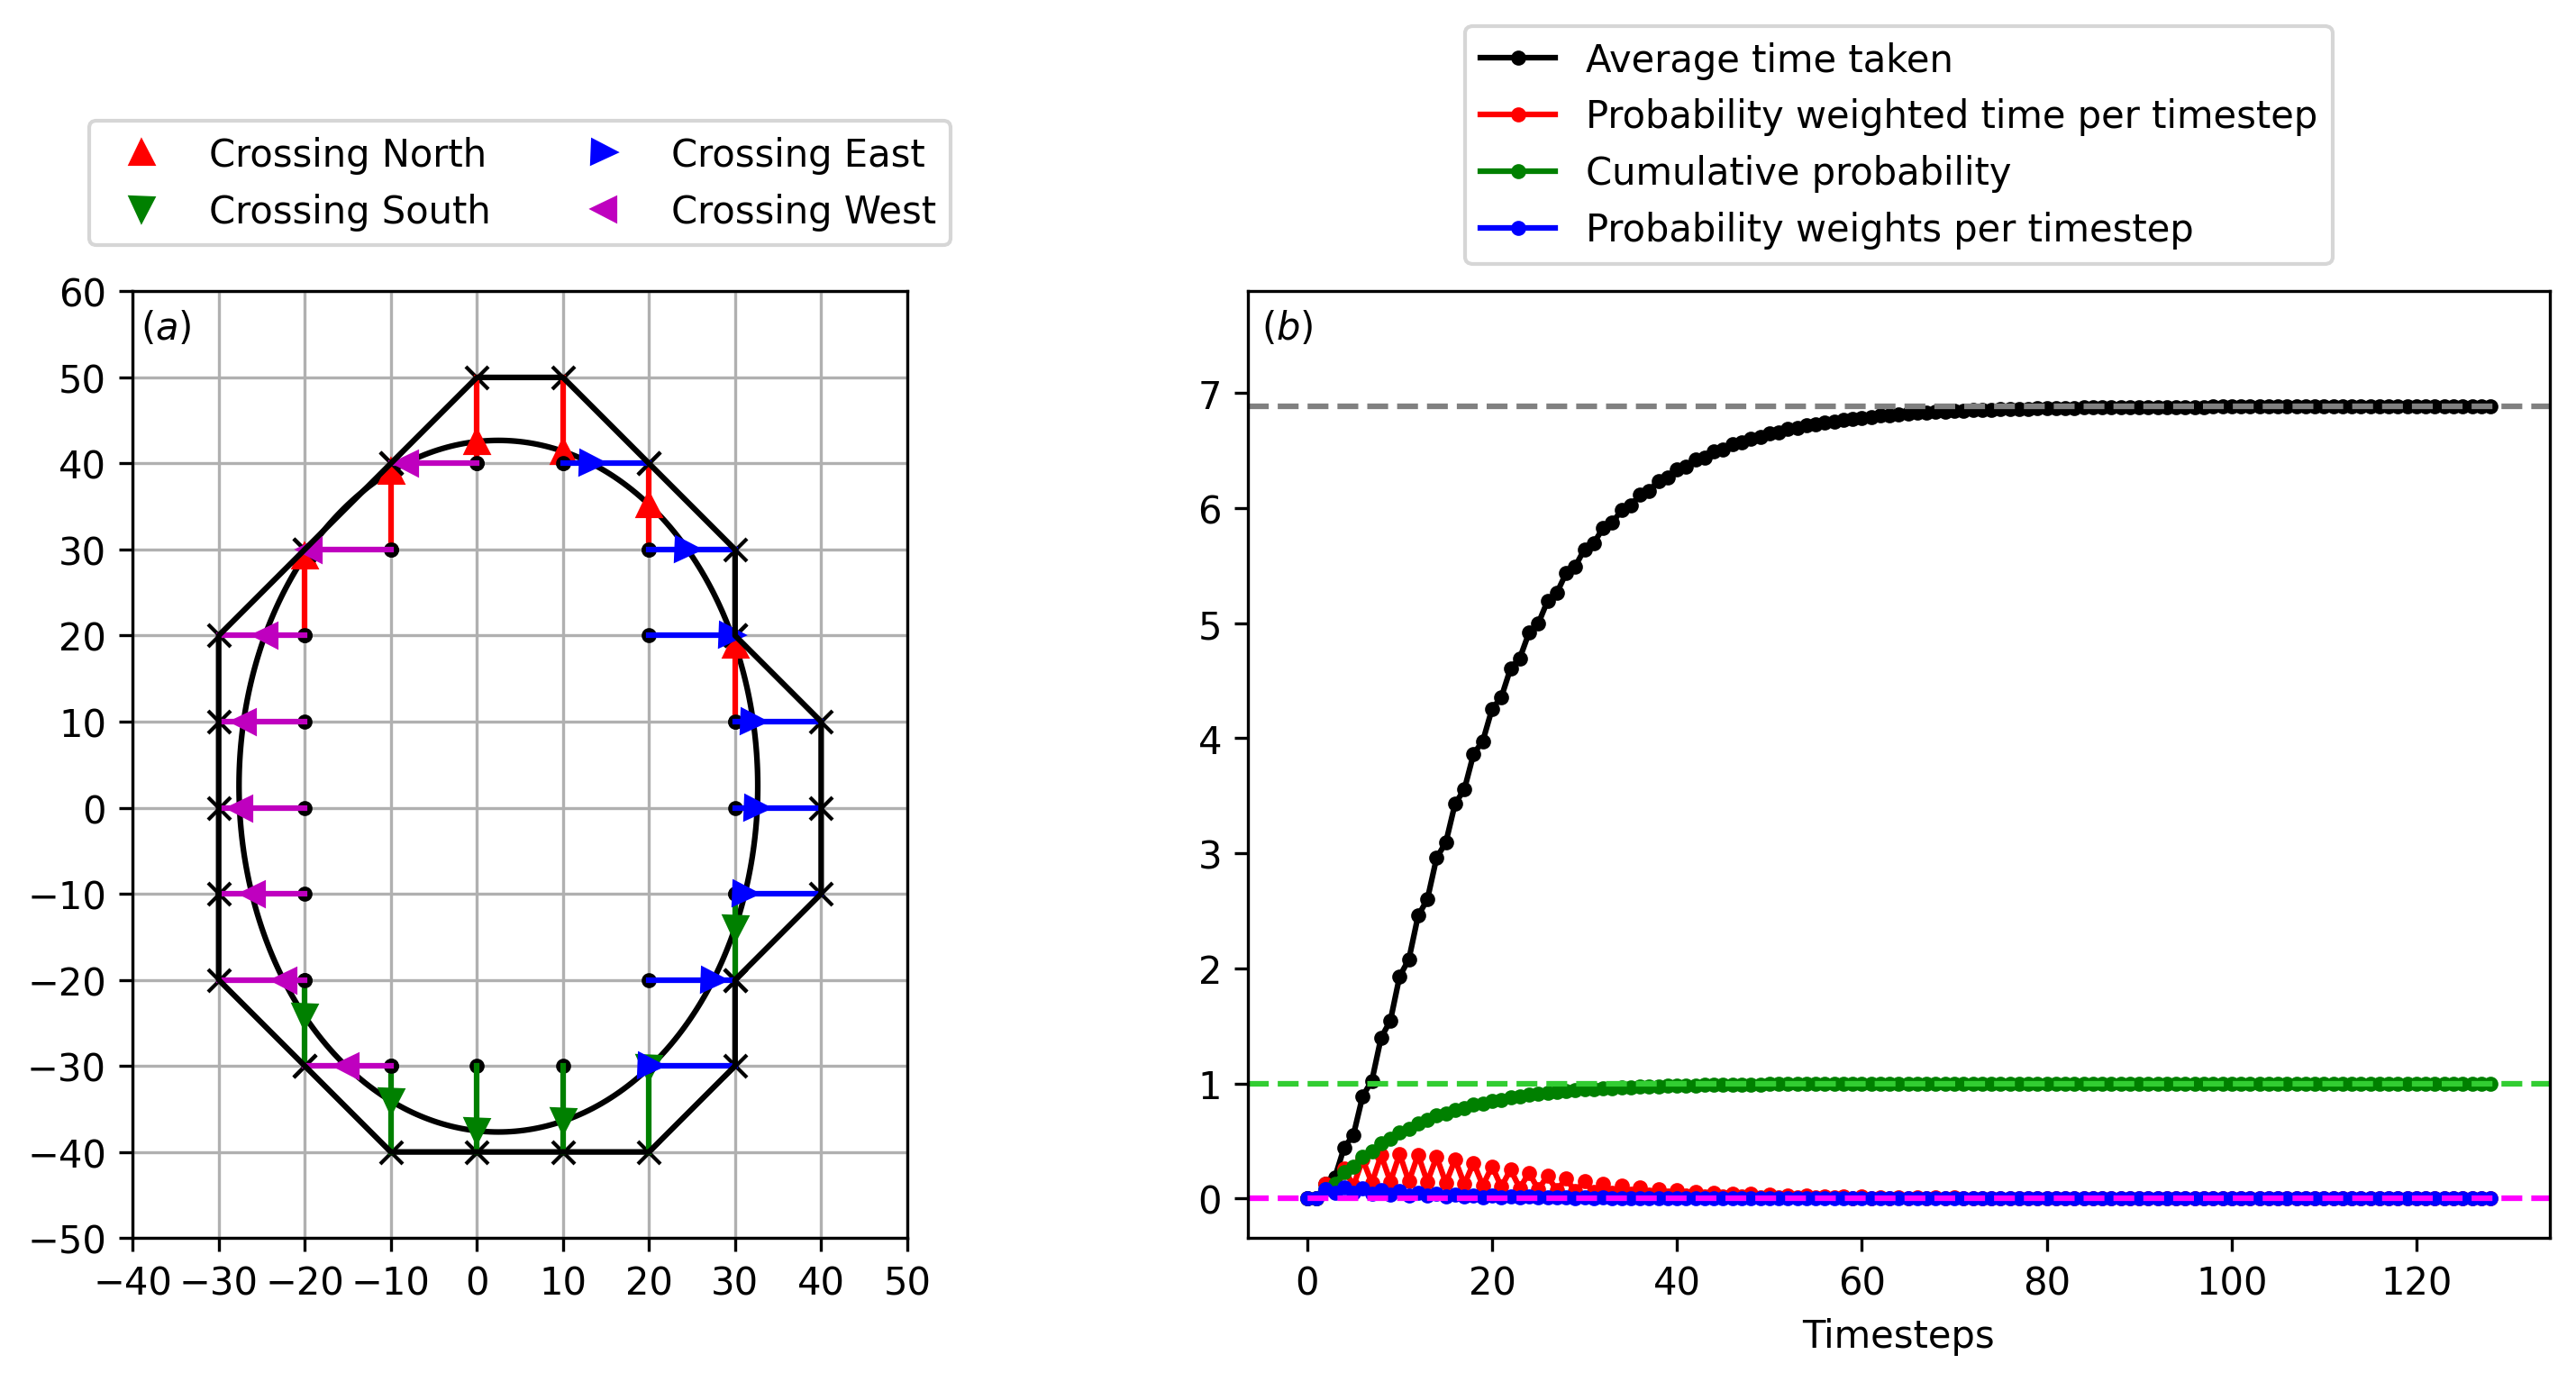 Crossing North Crossing East
Crossing South Crossing West
Average time taken
Probability weighted time per timestep
Cumulative probability
Probability weights per timestep
(a)
60
50
40
30
20
10
0
−10
−20
−30
−40
−50
−40 −30 −20 −10 0 10 20 30 40 50
(b)
7
6
5
4
3
2
1
0
0 20 40 60 80 100 120
Timesteps